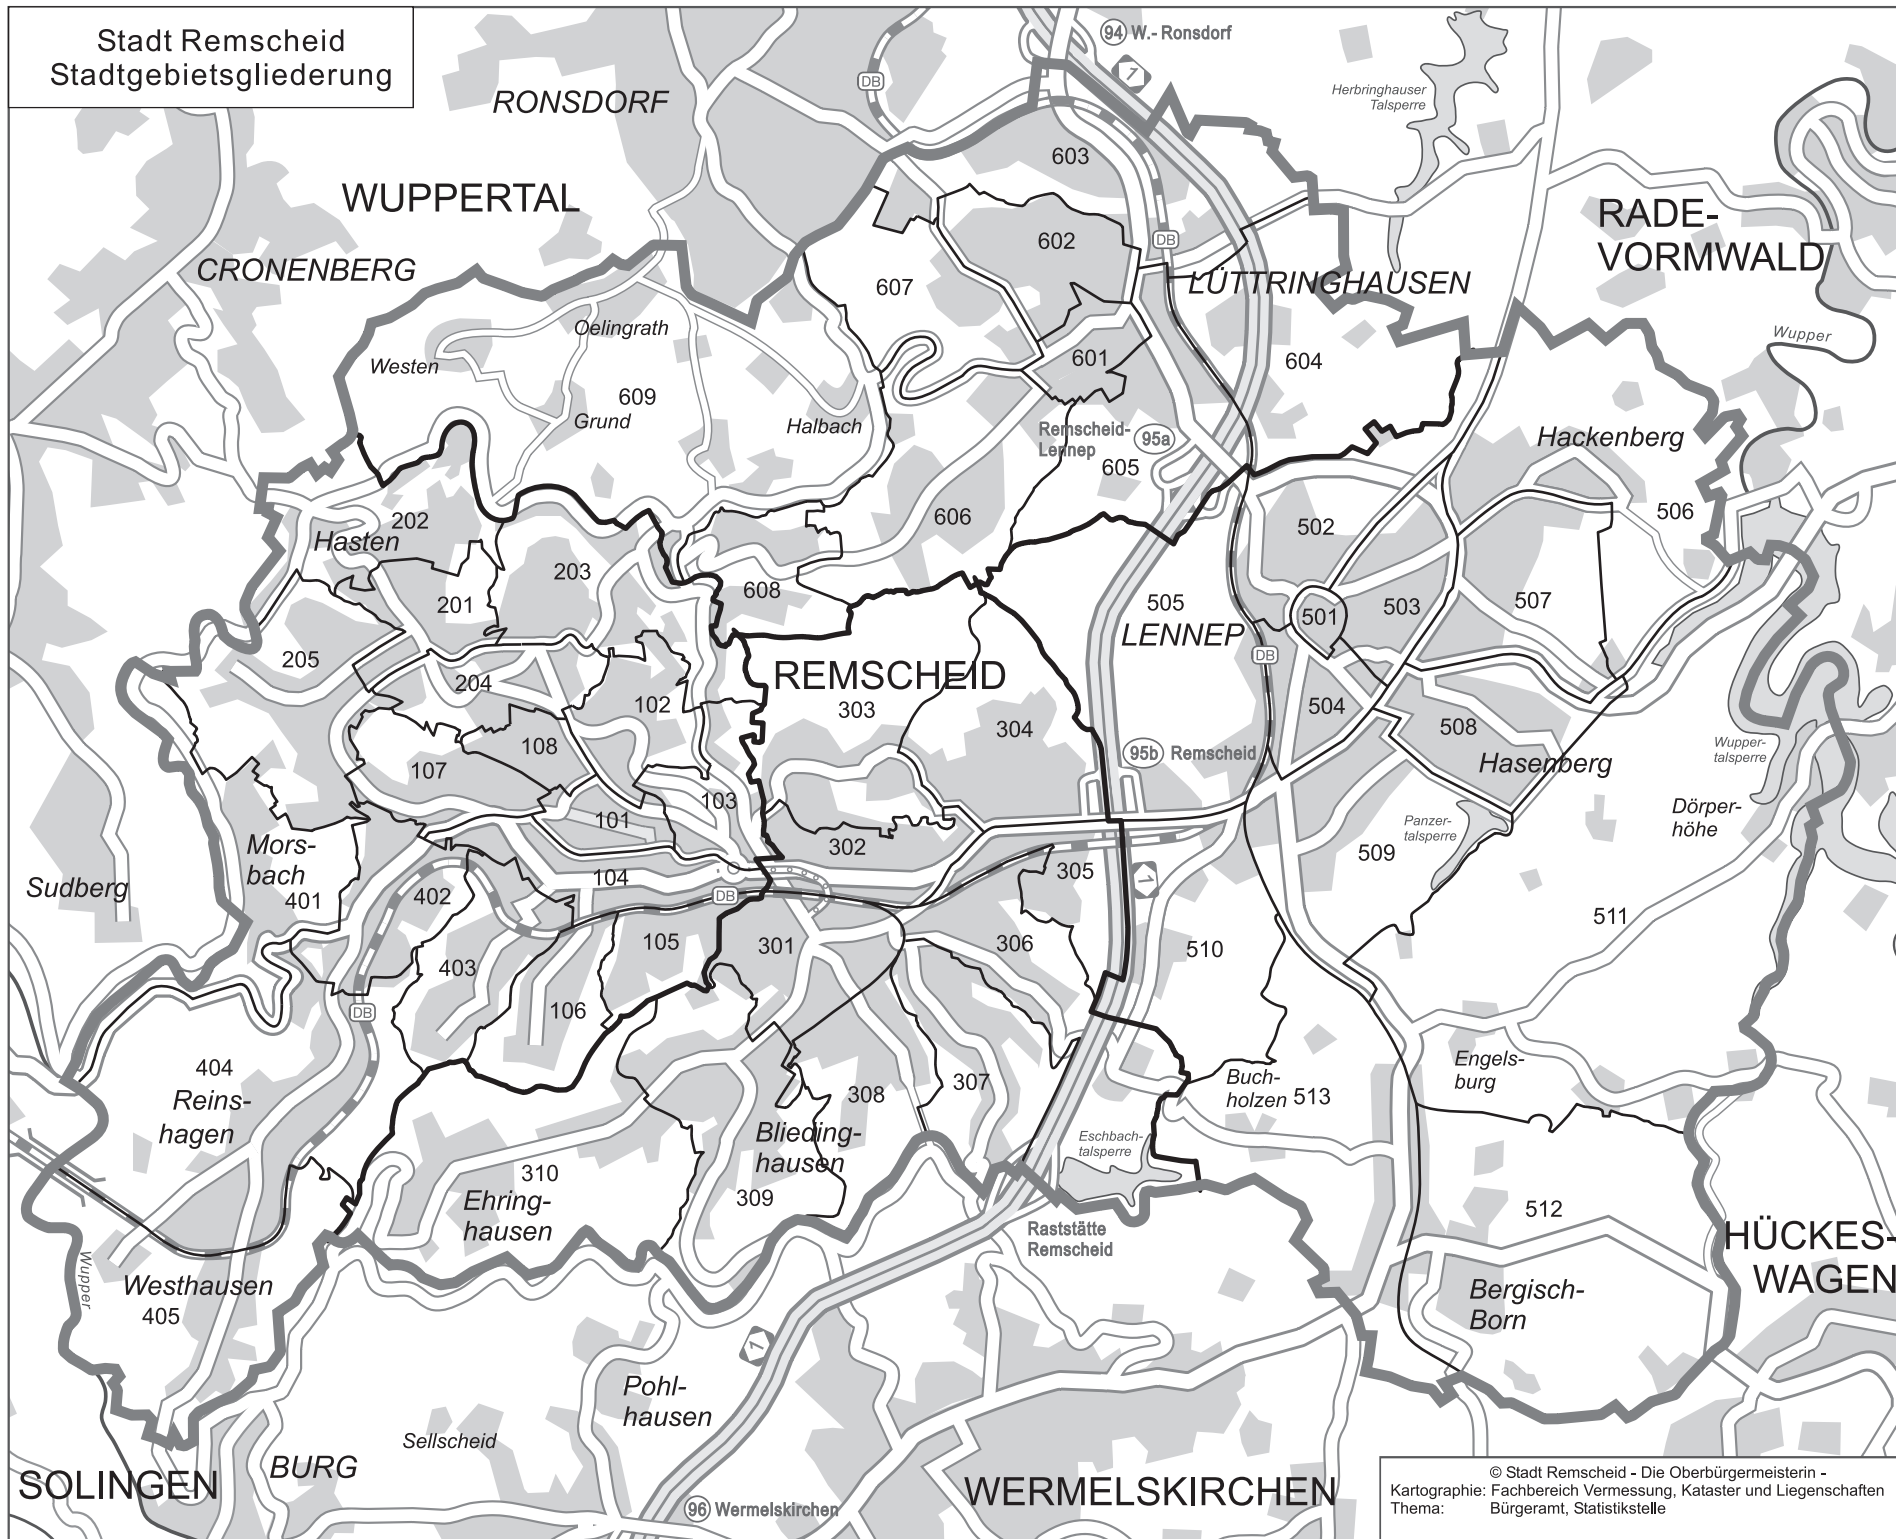 Stadt Remscheid
Stadtgebietsgliederung
94 W.- Ronsdorf
1
DB
RONSDORF
Herbringhauser
Talsperre
603
WUPPERTAL
RADE-
VORMWALD
602
DB
CRONENBERG
607
LÜTTRINGHAUSEN
Oelingrath
Westen
609
601
604
Wupper
Grund
Halbach
Remscheid-
Lennep
95a
605
Hackenberg
202
Hasten
606
502
506
203
201
608
505
LENNEP
501
503
507
205
204
REMSCHEID
DB
102
303
304
504
508
108
107
95b Remscheid
Hasenberg
Wupper-
talsperre
103
101
302
Panzer-
talsperre
Dörper-
höhe
Mors-
bach
401
509
Sudberg
402
104
DB
305
1
511
105
301
306
510
403
106
DB
404
Reins-
hagen
308
307
Buch-
holzen
513
Engels-
burg
Blieding-
hausen
Eschbach-
talsperre
310
Ehring-
hausen
309
512
Raststätte
Remscheid
HÜCKES-
WAGEN
Wupper
Westhausen
405
Bergisch-
Born
1
Pohl-
hausen
Sellscheid
BURG
SOLINGEN
WERMELSKIRCHEN
96 Wermelskirchen
© Stadt Remscheid - Die Oberbürgermeisterin -
Kartographie: Fachbereich Vermessung, Kataster und Liegenschaften
Thema: Bürgeramt, Statistikstelle